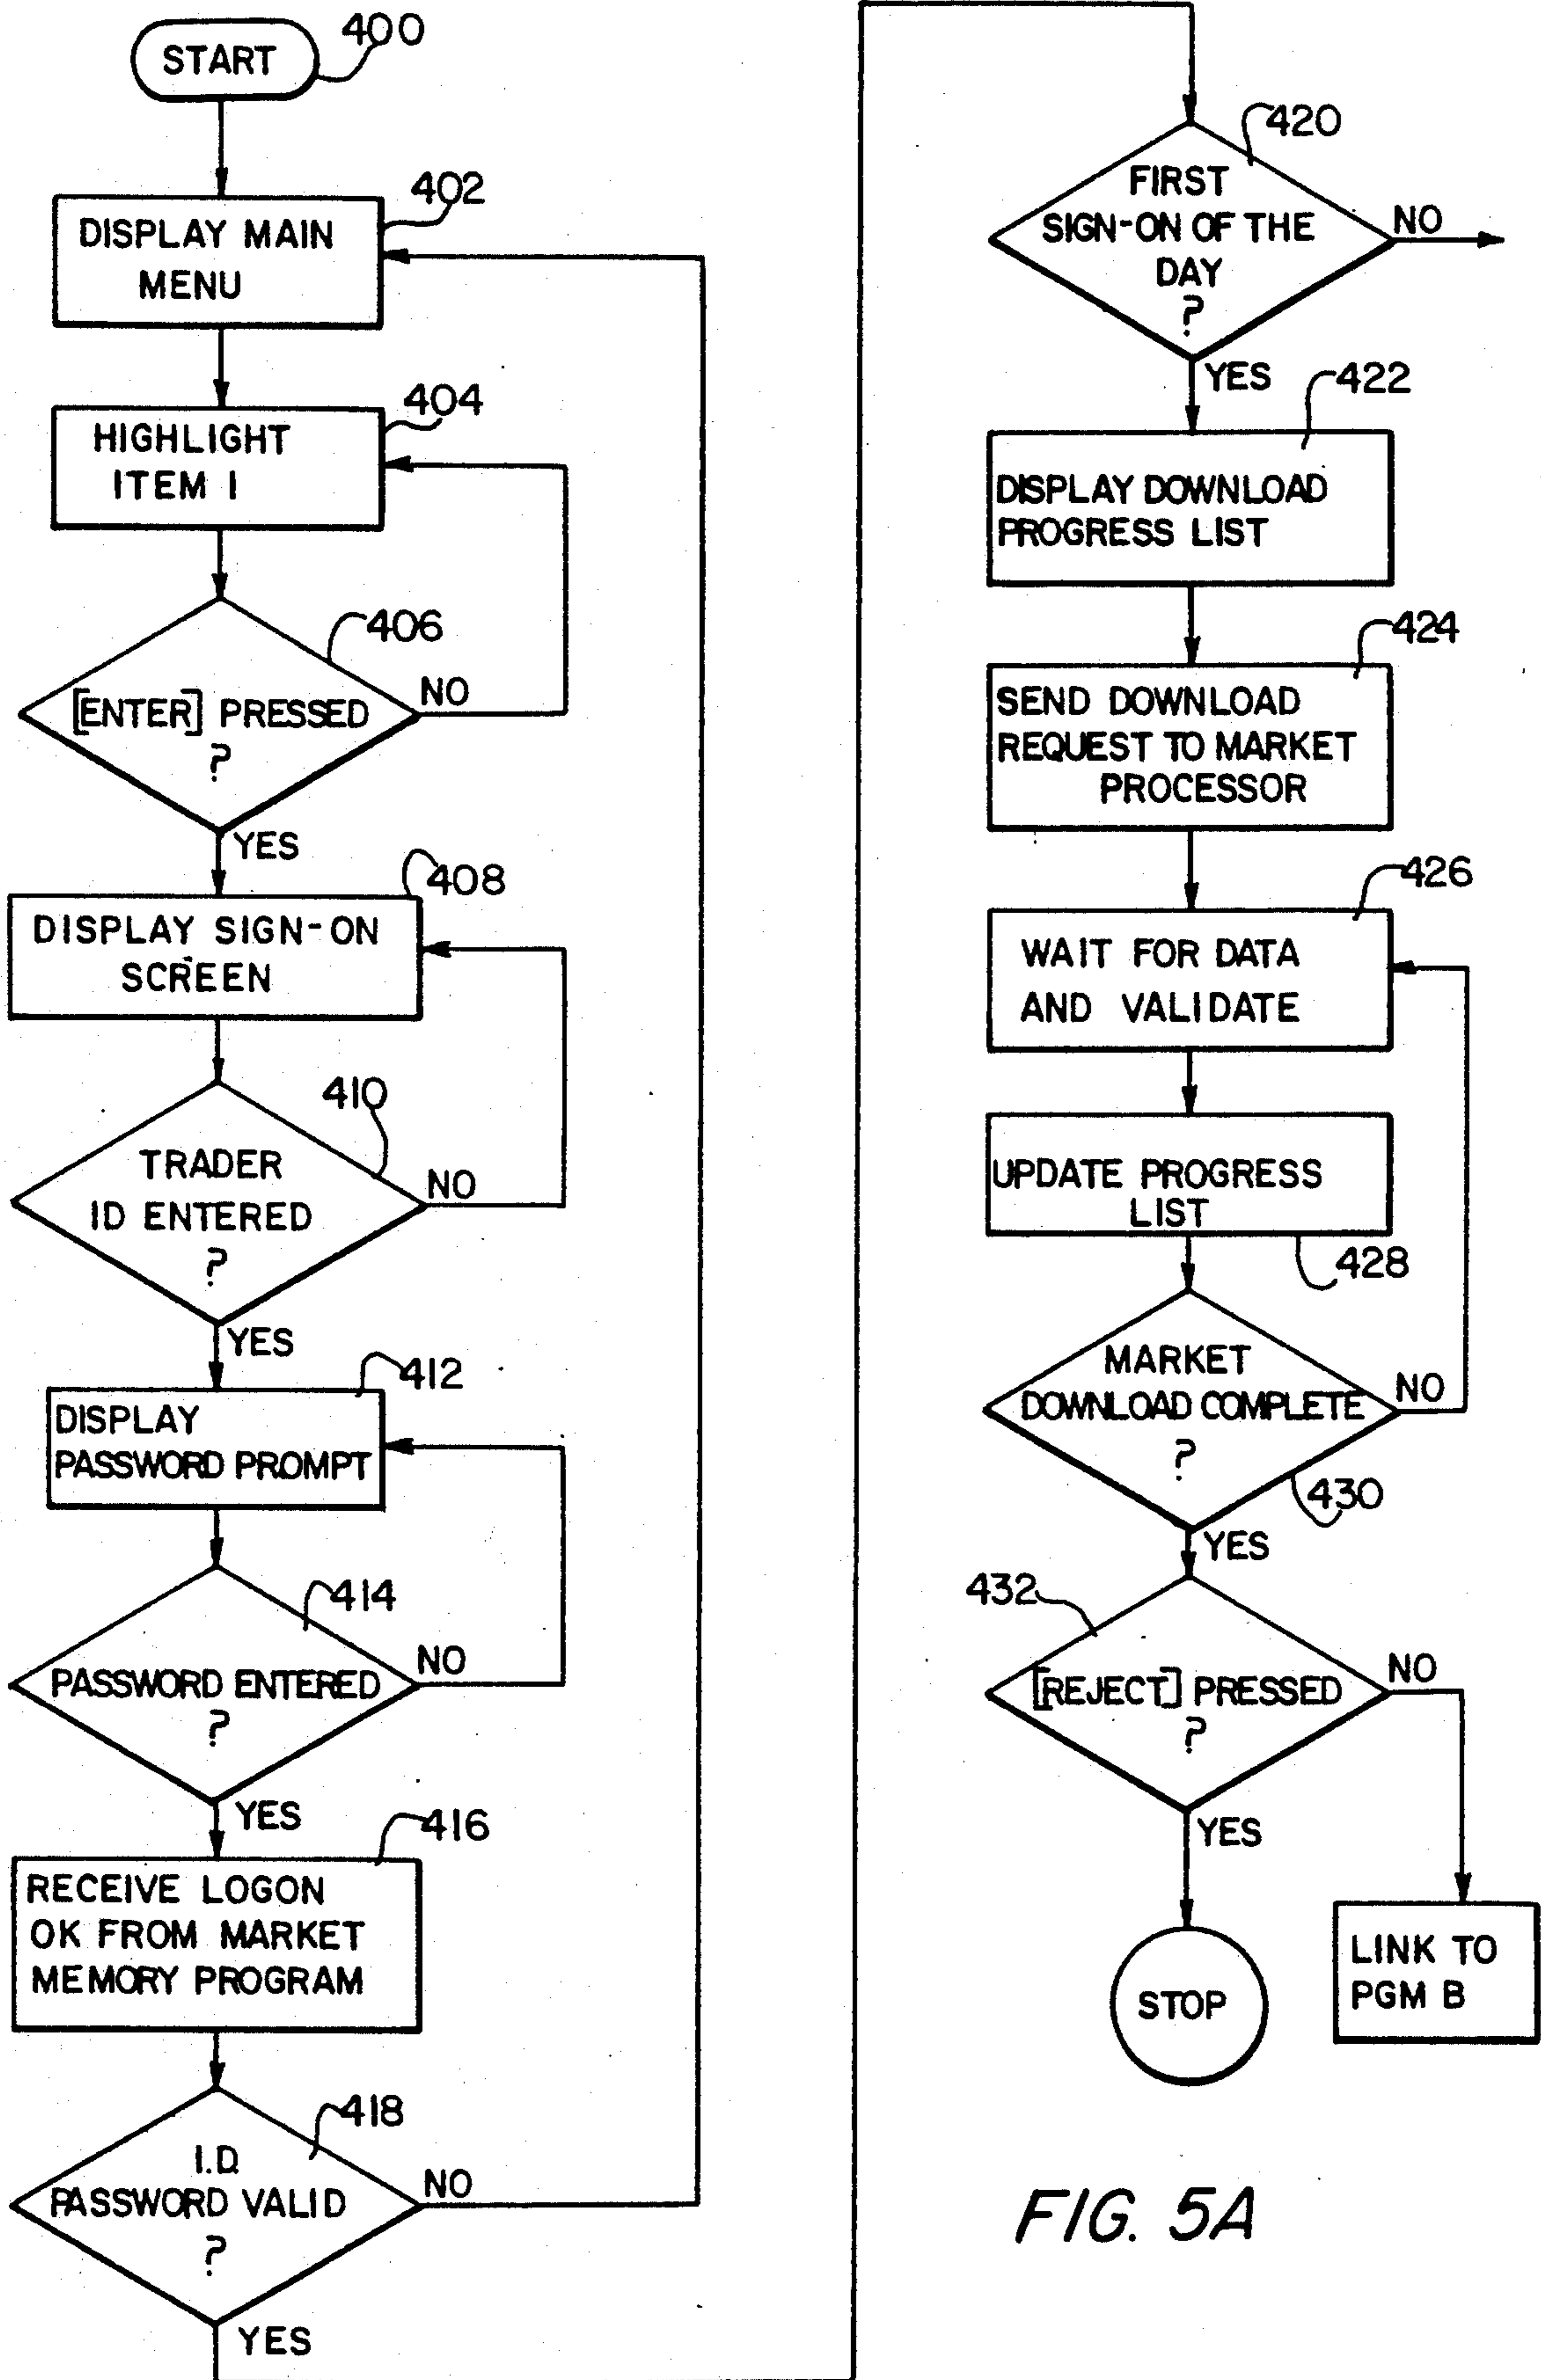 START
400
402
DISPLAY MAIN
MENU
404
HIGHLIGHT
ITEM 1
406
[ENTER] PRESSED
?
NO
YES
408
DISPLAY SIGN-ON
SCREEN
410
TRADER
ID ENTERED
?
NO
YES
412
DISPLAY
PASSWORD PROMPT
414
PASSWORD ENTERED
?
NO
YES
416
RECEIVE LOGON
OK FROM MARKET
MEMORY PROGRAM
418
I.D.
PASSWORD VALID
?
NO
YES
420
FIRST
SIGN-ON OF THE
DAY
?
NO
YES
422
DISPLAY DOWNLOAD
PROGRESS LIST
424
SEND DOWNLOAD
REQUEST TO MARKET
PROCESSOR
426
WAIT FOR DATA
AND VALIDATE
UPDATE PROGRESS
LIST
428
MARKET
DOWNLOAD COMPLETE
?
NO
430
YES
432
[REJECT] PRESSED
?
NO
YES
STOP
LINK TO
PGM B
FIG. 5A